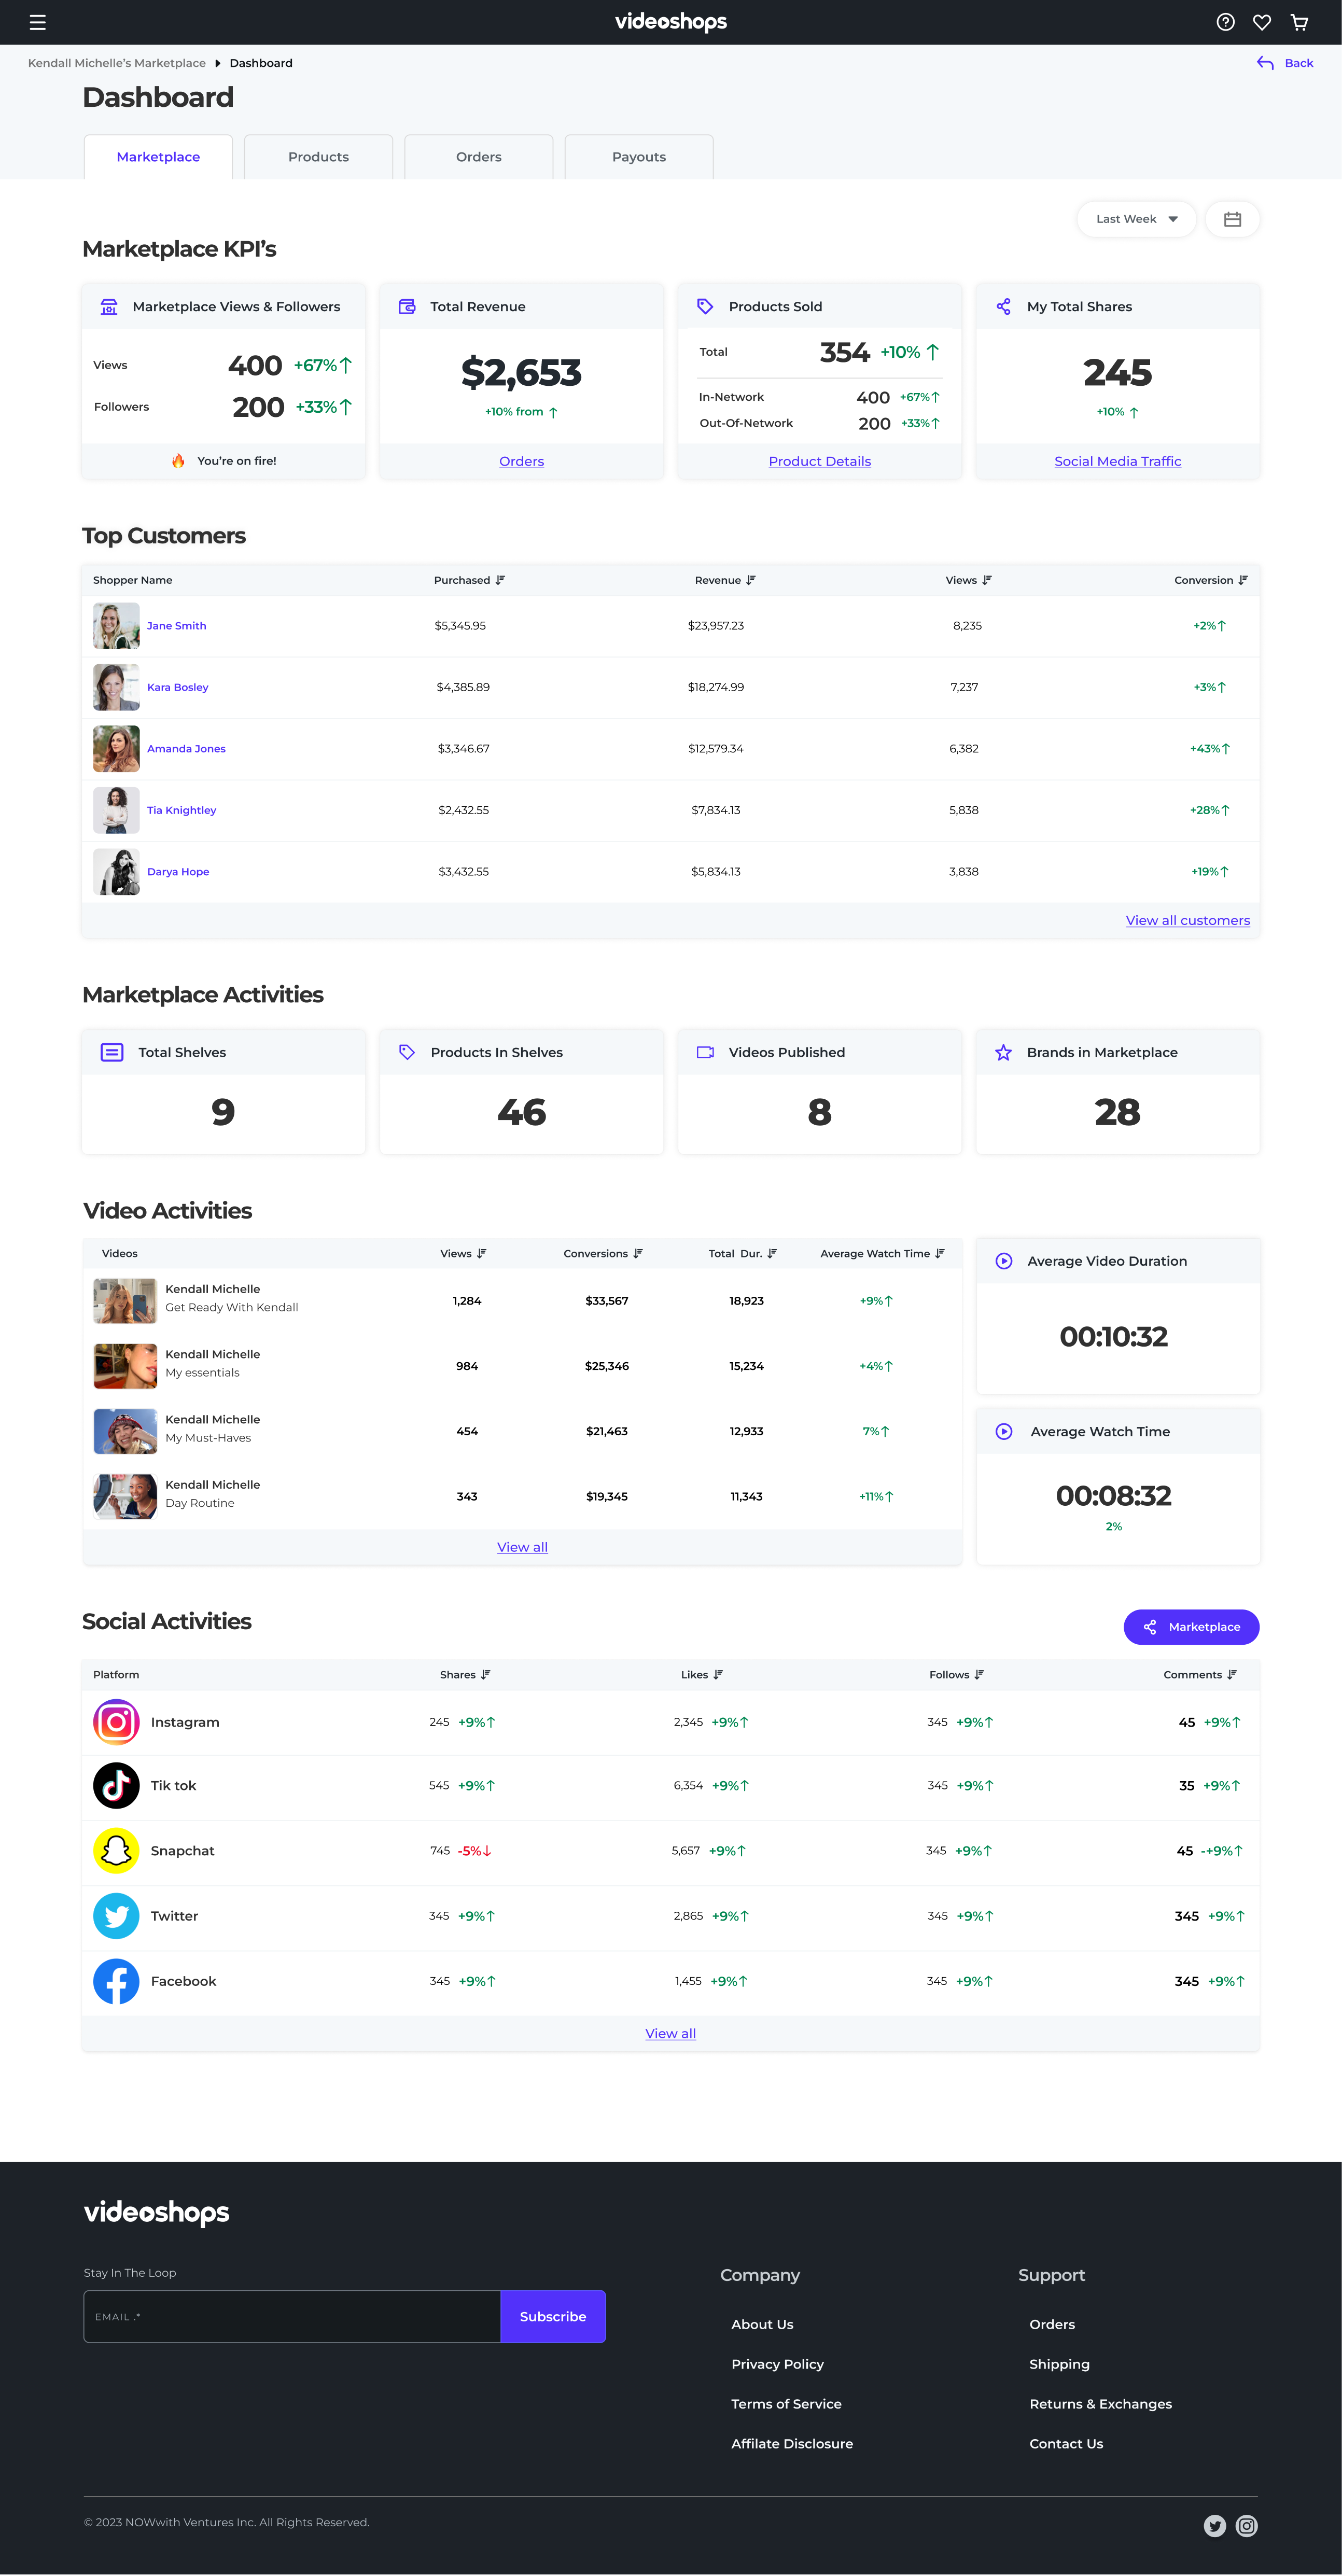 videoshops
Kendall Michelle's Marketplace Dashboard
Back
Dashboard
Marketplace Products Orders Payouts
Last Week
Marketplace KPI's
Marketplace Views & Followers
Views 400 +67%
Followers 200 +33%
You're on fire!
Total Revenue
$2,653
+10% from
Orders
Products Sold
Total 354 +10%
In-Network 400 +67%
Out-Of-Network 200 +33%
Product Details
My Total Shares
245
+10%
Social Media Traffic
Top Customers
Shopper Name Purchased Revenue Views Conversion
Jane Smith $5,345.95 $23,957.23 8,235 +2%
Kara Bosley $4,385.89 $18,274.99 7,237 +3%
Amanda Jones $3,346.67 $12,579.34 6,382 +43%
Tia Knightley $2,432.55 $7,834.13 5,838 +28%
Darya Hope $3,432.55 $5,834.13 3,838 +19%
View all customers
Marketplace Activities
Total Shelves
9
Products In Shelves
46
Videos Published
8
Brands in Marketplace
28
Video Activities
Videos Views Conversions Total Dur. Average Watch Time
Kendall Michelle
Get Ready With Kendall
1,284 $33,567 18,923 +9%
Kendall Michelle
My essentials
984 $25,346 15,234 +4%
Kendall Michelle
My Must-Haves
454 $21,463 12,933 7%
Kendall Michelle
Day Routine
343 $19,345 11,343 +11%
View all
Average Video Duration
00:10:32
Average Watch Time
00:08:32
2%
Social Activities
Marketplace
Platform Shares Likes Follows Comments
Instagram 245 +9% 2,345 +9% 345 +9% 45 +9%
Tik tok 545 +9% 6,354 +9% 345 +9% 35 +9%
Snapchat 745 -5% 5,657 +9% 345 +9% 45 -+9%
Twitter 345 +9% 2,865 +9% 345 +9% 345 +9%
Facebook 345 +9% 1,455 +9% 345 +9% 345 +9%
View all
videoshops
Stay In The Loop
EMAIL .*
Subscribe
Company
About Us
Privacy Policy
Terms of Service
Affilate Disclosure
Support
Orders
Shipping
Returns & Exchanges
Contact Us
© 2023 NOWwith Ventures Inc. All Rights Reserved.